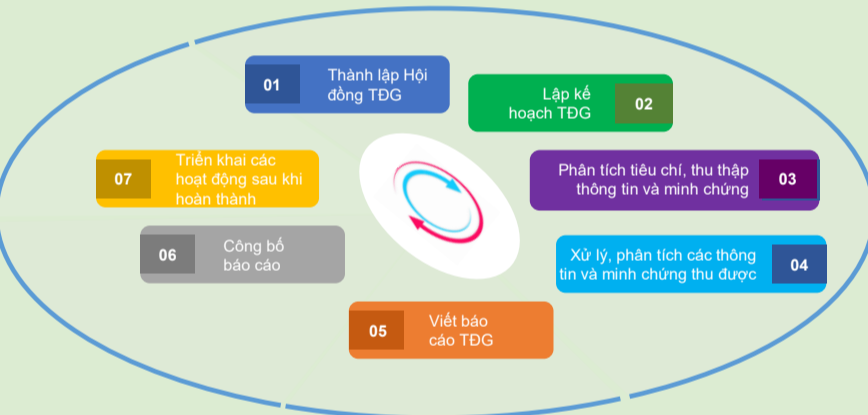 01
Thành lập Hội
đồng TĐG
Lập kế
hoạch TĐG
02
Phân tích tiêu chí, thu thập
thông tin và minh chứng
03
Xử lý, phân tích các thông
tin và minh chứng thu được
04
05
Viết báo
cáo TĐG
06
Công bố
báo cáo
07
Triển khai các
hoạt động sau khi
hoàn thành